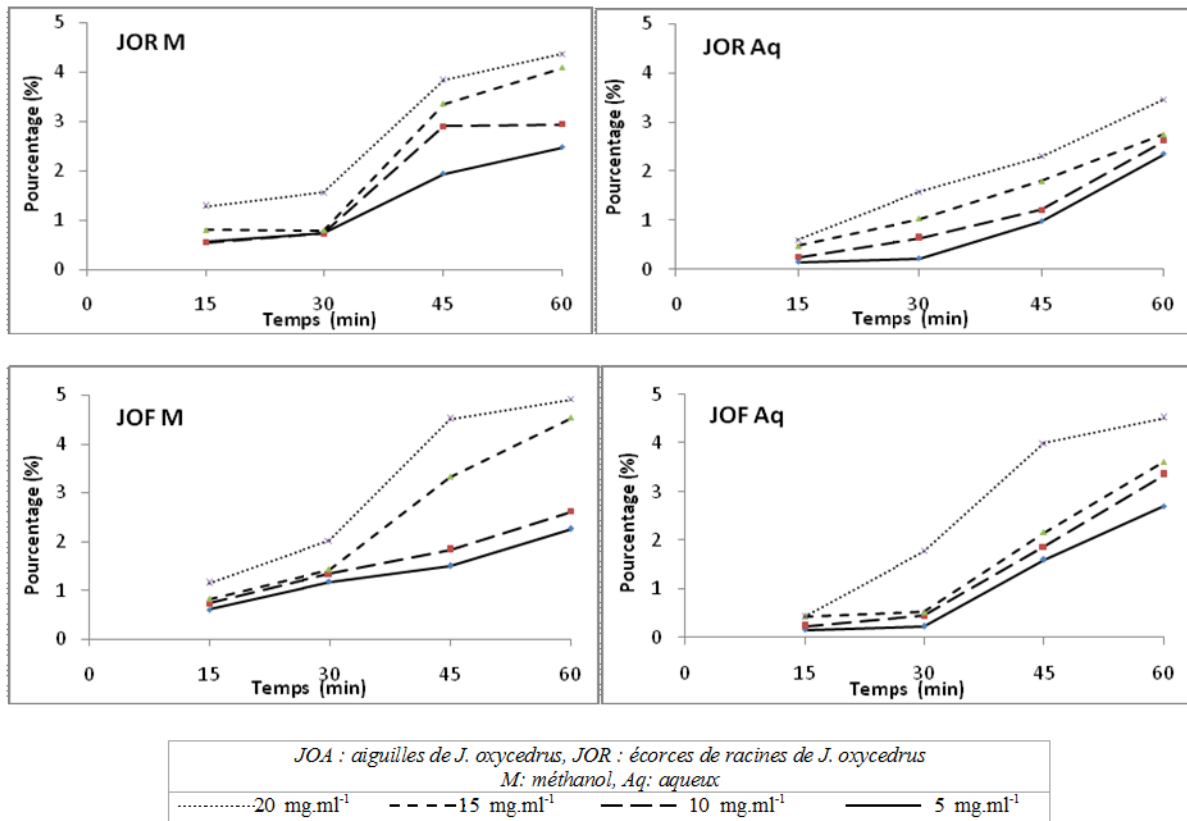 JOR M
Pourcentage (%)
5
4
3
2
1
0
0 15 30 45 60
Temps (min)
JOR Aq
Pourcentage (%)
5
4
3
2
1
0
0 15 30 45 60
Temps (min)
JOF M
Pourcentage (%)
5
4
3
2
1
0
0 15 30 45 60
Temps (min)
JOF Aq
Pourcentage (%)
5
4
3
2
1
0
0 15 30 45 60
Temps (min)
JOA : aiguilles de J. oxycedrus, JOR : écorces de racines de J. oxycedrus
M: méthanol, Aq: aqueux
20 mg.ml⁻¹ 15 mg.ml⁻¹ 10 mg.ml⁻¹ 5 mg.ml⁻¹